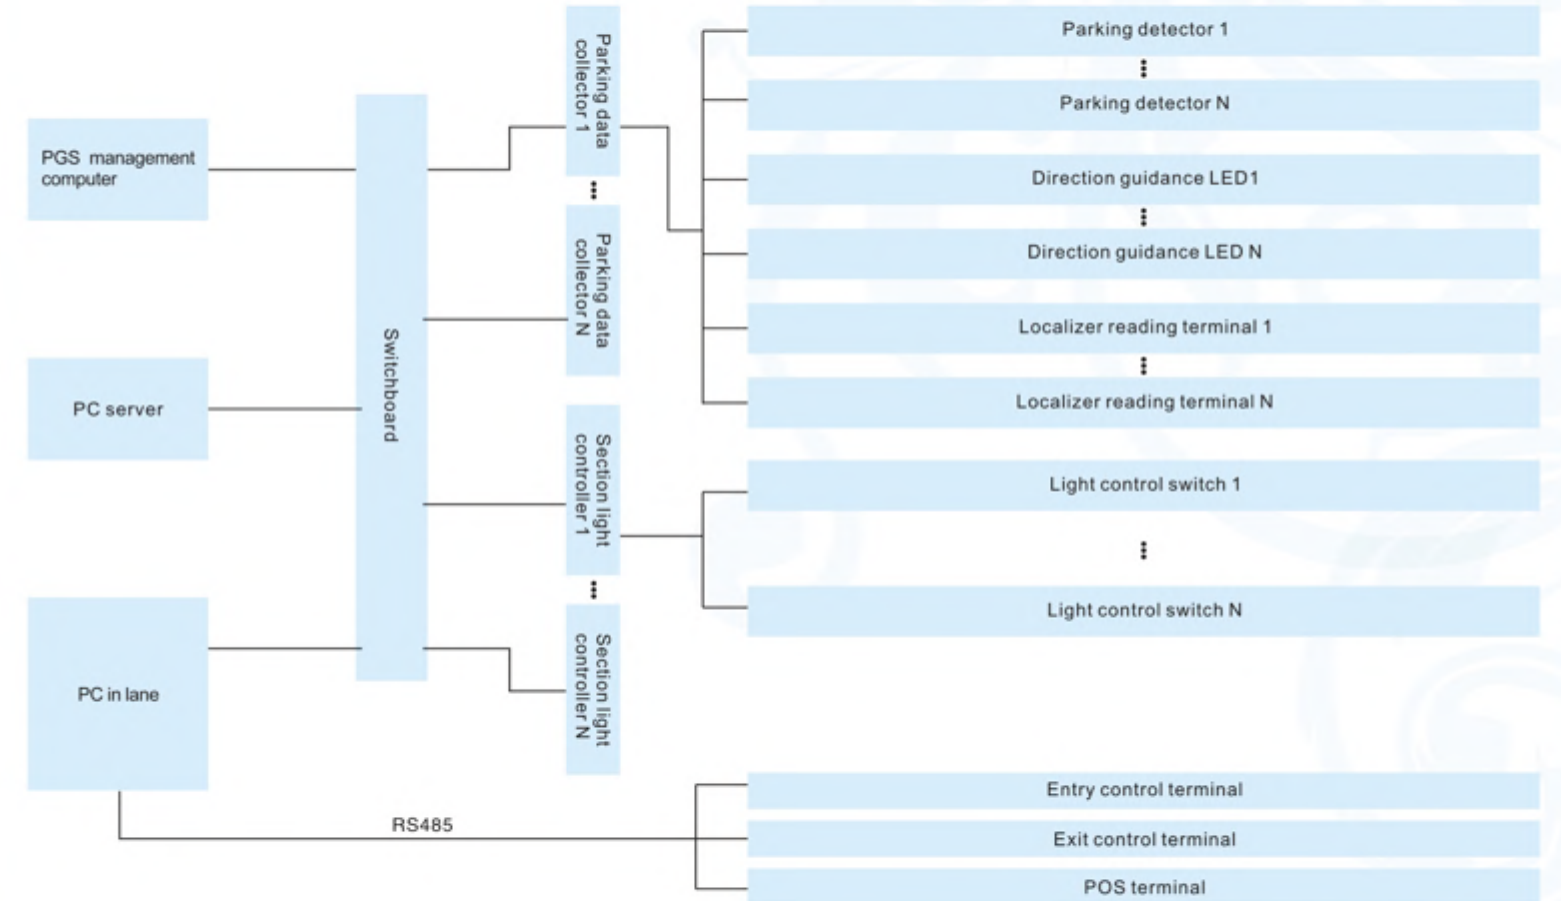 PGS management
computer
PC server
PC in lane
Switchboard
Parking data
collector 1
Parking data
collector N
Section light
controller 1
Section light
controller N
Parking detector 1
Parking detector N
Direction guidance LED1
Direction guidance LED N
Localizer reading terminal 1
Localizer reading terminal N
Light control switch 1
Light control switch N
RS485
Entry control terminal
Exit control terminal
POS terminal